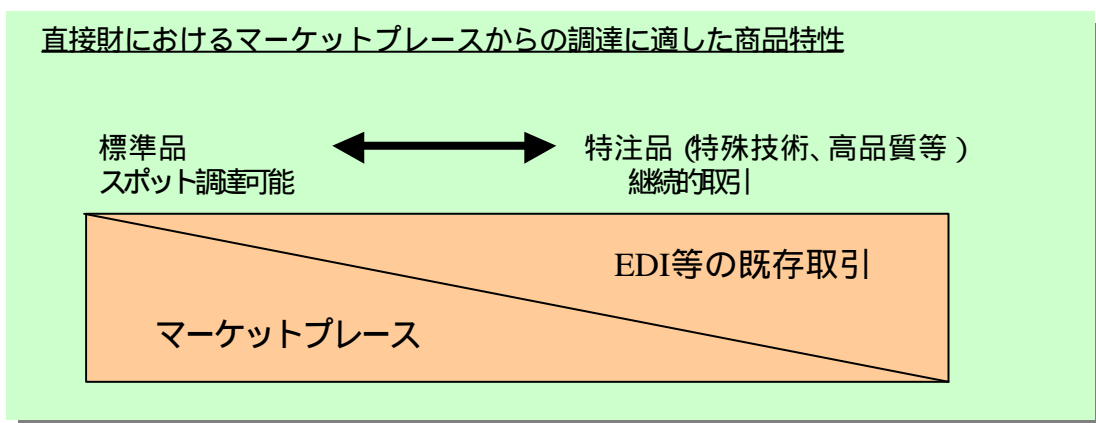 直接財におけるマーケットプレースからの調達に適した商品特性
標準品
特注品 (特殊技術、高品質等 )
スポット調達可能
継続的取引
EDI等の既存取引
マーケットプレース